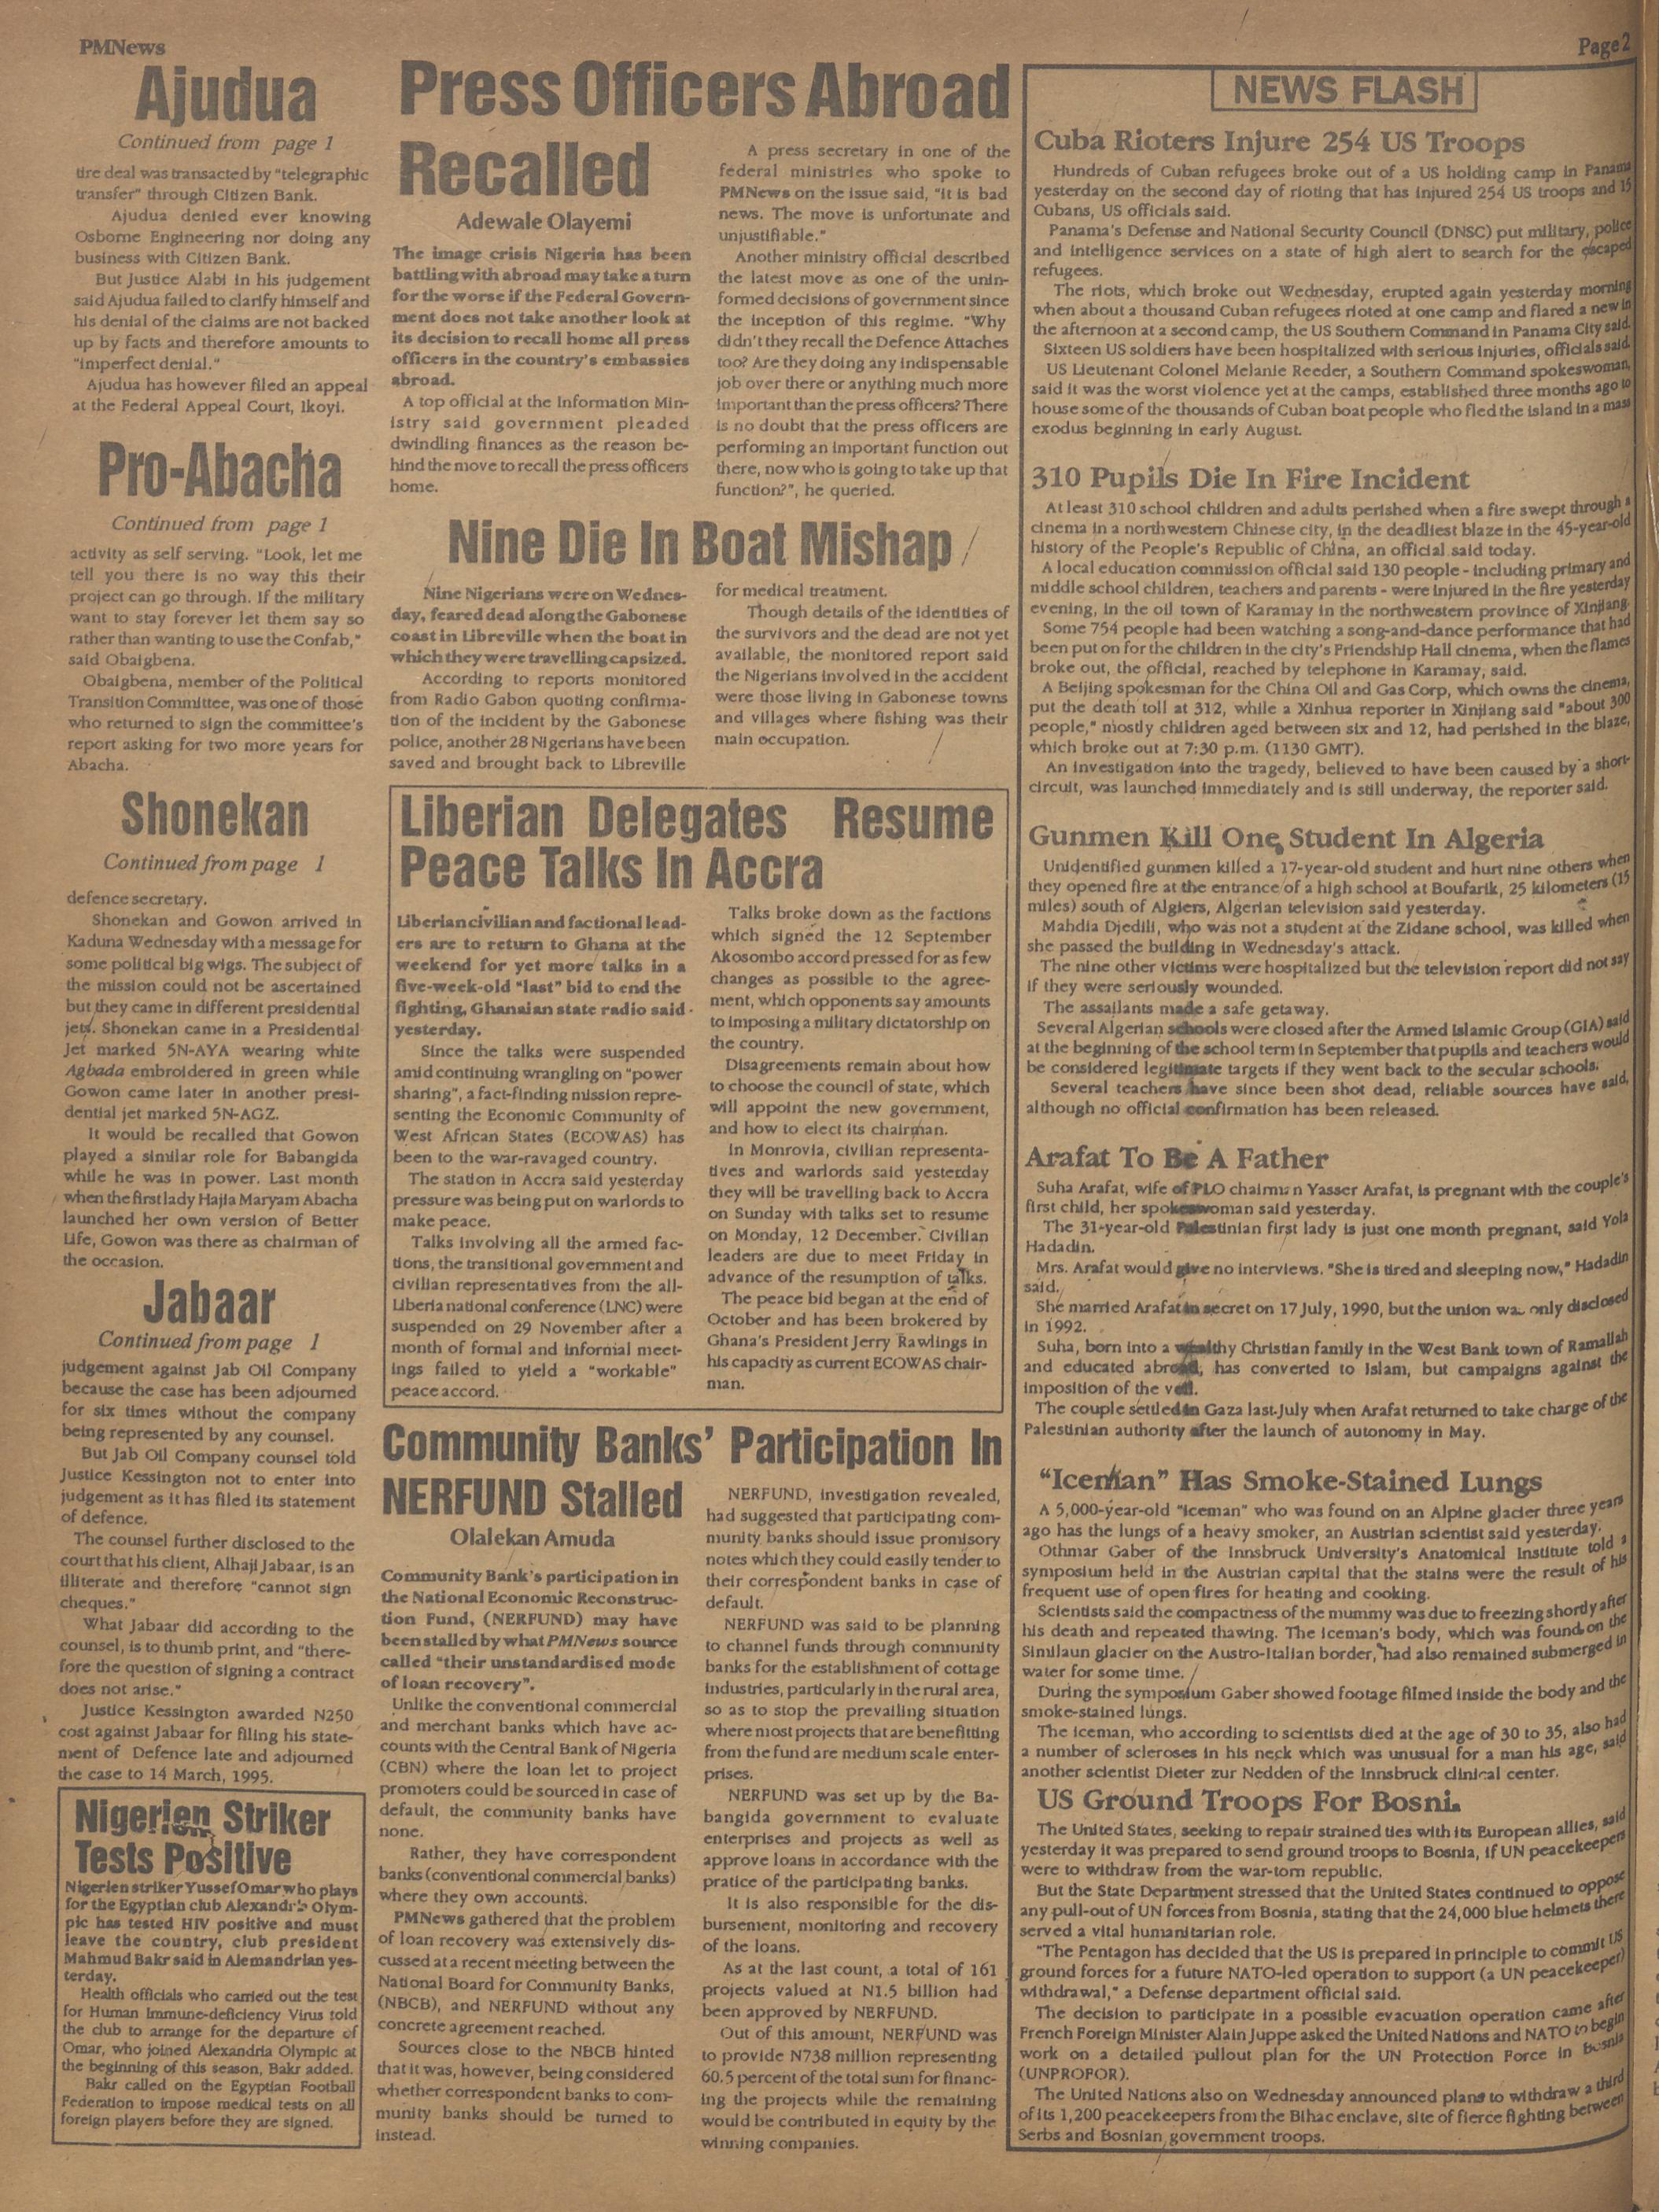 PMNews
Page 2
Ajudua
Continued from page 1
tire deal was transacted by "telegraphic
transfer" through Citizen Bank.
Ajudua denied ever knowing
Osborne Engineering nor doing any
business with Citizen Bank.
But Justice Alabi in his judgement
said Ajudua failed to clarify himself and
his denial of the claims are not backed
up by facts and therefore amounts to
"imperfect denial."
Ajudua has however filed an appeal
at the Federal Appeal Court, Ikoyi.
Pro-Abacha
Continued from page 1
activity as self serving. "Look, let me
tell you there is no way this their
project can go through. If the military
want to stay forever let them say so
rather than wanting to use the Confab,"
said Obaigbena.
Obaigbena, member of the Political
Transition Committee, was one of those
who returned to sign the committee's
report asking for two more years for
Abacha.
Shonekan
Continued from page 1
defence secretary.
Shonekan and Gowon arrived in
Kaduna Wednesday with a message for
some political big wigs. The subject of
the mission could not be ascertained
but they came in different presidential
jets. Shonekan came in a Presidential
Jet marked 5N-AYA wearing white
Agbada embroidered in green while
Gowon came later in another presi-
dential jet marked 5N-AGZ.
It would be recalled that Gowon
played a similar role for Babangida
while he was in power. Last month
when the first lady Hajia Maryam Abacha
launched her own version of Better
Life, Gowon was there as chairman of
the occasion.
Jabaar
Continued from page 1
judgement against Jab Oil Company
because the case has been adjourned
for six times without the company
being represented by any counsel.
But Jab Oil Company counsel told
Justice Kessington not to enter into
judgement as it has filed its statement
of defence.
The counsel further disclosed to the
court that his client, Alhaji Jabaar, is an
illiterate and therefore "cannot sign
cheques."
What Jabaar did according to the
counsel, is to thumb print, and "there-
fore the question of signing a contract
does not arise."
Justice Kessington awarded N250
cost against Jabaar for filing his state-
ment of Defence late and adjourned
the case to 14 March, 1995.
Nigerien Striker
Tests Positive
Nigerien striker Yussef Omar who plays
for the Egyptian club Alexandria Olym-
pic has tested HIV positive and must
leave the country, club president
Mahmud Bakr said in Alemandrian yes-
terday.
Health officials who carried out the test
for Human Immune-deficiency Virus told
the club to arrange for the departure of
Omar, who joined Alexandria Olympic at
the beginning of this season, Bakr added.
Bakr called on the Egyptian Football
Federation to impose medical tests on all
foreign players before they are signed.
Press Officers Abroad
Recalled
Adewale Olayemi
The image crisis Nigeria has been
battling with abroad may take a turn
for the worse if the Federal Govern-
ment does not take another look at
its decision to recall home all press
officers in the country's embassies
abroad.
A top official at the Information Min-
istry said government pleaded
dwindling finances as the reason be-
hind the move to recall the press officers
home.
A press secretary in one of the
federal ministries who spoke to
PMNews on the issue said, "It is bad
news. The move is unfortunate and
unjustifiable."
Another ministry official described
the latest move as one of the unin-
formed decisions of government since
the inception of this regime. "Why
didn't they recall the Defence Attaches
too? Are they doing any indispensable
job over there or anything much more
important than the press officers? There
is no doubt that the press officers are
performing an important function out
there, now who is going to take up that
function?", he queried.
Nine Die In Boat Mishap
Nine Nigerians were on Wednes-
day, feared dead along the Gabonese
coast in Libreville when the boat in
which they were travelling capsized.
According to reports monitored
from Radio Gabon quoting confirma-
tion of the incident by the Gabonese
police, another 28 Nigerians have been
saved and brought back to Libreville
for medical treatment.
Though details of the identities of
the survivors and the dead are not yet
available, the monitored report said
the Nigerians involved in the accident
were those living in Gabonese towns
and villages where fishing was their
main occupation.
Liberian Delegates Resume
Peace Talks In Accra
Liberian civilian and factional lead-
ers are to return to Ghana at the
weekend for yet more talks in a
five-week-old "last" bid to end the
fighting, Ghanaian state radio said
yesterday.
Since the talks were suspended
amid continuing wrangling on "power
sharing", a fact-finding mission repre-
senting the Economic Community of
West African States (ECOWAS) has
been to the war-ravaged country.
The station in Accra said yesterday
pressure was being put on warlords to
make peace.
Talks involving all the armed fac-
tions, the transitional government and
civilian representatives from the all-
Liberia national conference (LNC) were
suspended on 29 November after a
month of formal and informal meet-
ings failed to yield a "workable"
peace accord.
Talks broke down as the factions
which signed the 12 September
Akosombo accord pressed for as few
changes as possible to the agree-
ment, which opponents say amounts
to imposing a military dictatorship on
the country.
Disagreements remain about how
to choose the council of state, which
will appoint the new government,
and how to elect its chairman.
In Monrovia, civilian representa-
tives and warlords said yesterday
they will be travelling back to Accra
on Sunday with talks set to resume
on Monday, 12 December. Civilian
leaders are due to meet Friday in
advance of the resumption of talks.
The peace bid began at the end of
October and has been brokered by
Ghana's President Jerry Rawlings in
his capacity as current ECOWAS chair-
man.
Community Banks' Participation In
NERFUND Stalled
Olalekan Amuda
Community Bank's participation in
the National Economic Reconstruc-
tion Fund, (NERFUND) may have
been stalled by what PMNews source
called "their unstandardised mode
of loan recovery".
Unlike the conventional commercial
and merchant banks which have ac-
counts with the Central Bank of Nigeria
(CBN) where the loan let to project
promoters could be sourced in case of
default, the community banks have
none.
Rather, they have correspondent
banks (conventional commercial banks)
where they own accounts.
PMNews gathered that the problem
of loan recovery was extensively dis-
cussed at a recent meeting between the
National Board for Community Banks,
(NBCB), and NERFUND without any
concrete agreement reached.
Sources close to the NBCB hinted
that it was, however, being considered
whether correspondent banks to com-
munity banks should be turned to
instead.
NERFUND, investigation revealed,
had suggested that participating com-
munity banks should issue promisory
notes which they could easily tender to
their correspondent banks in case of
default.
NERFUND was said to be planning
to channel funds through community
banks for the establishment of cottage
industries, particularly in the rural area,
so as to stop the prevailing situation
where most projects that are benefitting
from the fund are medium scale enter-
prises.
NERFUND was set up by the Ba-
bangida government to evaluate
enterprises and projects as well as
approve loans in accordance with the
pratice of the participating banks.
It is also responsible for the dis-
bursement, monitoring and recovery
of the loans.
As at the last count, a total of 161
projects valued at N1.5 billion had
been approved by NERFUND.
Out of this amount, NERFUND was
to provide N738 million representing
60.5 percent of the total sum for financ-
ing the projects while the remaining
would be contributed in equity by the
winning companies.
NEWS FLASH
Cuba Rioters Injure 254 US Troops
Hundreds of Cuban refugees broke out of a US holding camp in Panama
yesterday on the second day of rioting that has injured 254 US troops and 15
Cubans, US officials said.
Panama's Defense and National Security Council (DNSC) put military, police
and intelligence services on a state of high alert to search for the escaped
refugees.
The riots, which broke out Wednesday, erupted again yesterday morning
when about a thousand Cuban refugees rioted at one camp and flared a new in
the afternoon at a second camp, the US Southern Command in Panama City said.
Sixteen US soldiers have been hospitalized with serious injuries, officials said.
US Lieutenant Colonel Melanie Reeder, a Southern Command spokeswoman,
said it was the worst violence yet at the camps, established three months ago to
house some of the thousands of Cuban boat people who fled the island in a mass
exodus beginning in early August.
310 Pupils Die In Fire Incident
At least 310 school children and adults perished when a fire swept through a
cinema in a northwestern Chinese city, in the deadliest blaze in the 45-year-old
history of the People's Republic of China, an official said today.
A local education commission official said 130 people - including primary and
middle school children, teachers and parents - were injured in the fire yesterday
evening, in the oil town of Karamay in the northwestern province of Xinjiang.
Some 754 people had been watching a song-and-dance performance that had
been put on for the children in the city's Friendship Hall cinema, when the flames
broke out, the official, reached by telephone in Karamay, said.
A Beijing spokesman for the China Oil and Gas Corp, which owns the cinema,
put the death toll at 312, while a Xinhua reporter in Xinjiang said "about 300
people," mostly children aged between six and 12, had perished in the blaze,
which broke out at 7:30 p.m. (1130 GMT).
An investigation into the tragedy, believed to have been caused by a short-
circuit, was launched immediately and is still underway, the reporter said.
Gunmen Kill One Student In Algeria
Unidentified gunmen killed a 17-year-old student and hurt nine others when
they opened fire at the entrance of a high school at Boufarik, 25 kilometers (15
miles) south of Algiers, Algerian television said yesterday.
Mahdia Djedili, who was not a student at the Zidane school, was killed when
she passed the building in Wednesday's attack.
The nine other victims were hospitalized but the television report did not say
if they were seriously wounded.
The assailants made a safe getaway.
Several Algerian schools were closed after the Armed Islamic Group (GIA) said
at the beginning of the school term in September that pupils and teachers would
be considered legitimate targets if they went back to the secular schools.
Several teachers have since been shot dead, reliable sources have said,
although no official confirmation has been released.
Arafat To Be A Father
Suha Arafat, wife of PLO chairman Yasser Arafat, is pregnant with the couple's
first child, her spokeswoman said yesterday.
The 31-year-old Palestinian first lady is just one month pregnant, said Yola
Hadadin.
Mrs. Arafat would give no interviews. "She is tired and sleeping now," Hadadin
said.
She married Arafat in secret on 17 July, 1990, but the union was only disclosed
in 1992.
Suha, born into a wealthy Christian family in the West Bank town of Ramallah
and educated abroad, has converted to Islam, but campaigns against the
imposition of the veil.
The couple settled in Gaza last July when Arafat returned to take charge of the
Palestinian authority after the launch of autonomy in May.
"Iceman" Has Smoke-Stained Lungs
A 5,000-year-old "Iceman" who was found on an Alpine glacier three years
ago has the lungs of a heavy smoker, an Austrian scientist said yesterday.
Othmar Gaber of the Innsbruck University's Anatomical Institute told a
symposium held in the Austrian capital that the stains were the result of his
frequent use of open fires for heating and cooking.
Scientists said the compactness of the mummy was due to freezing shortly after
his death and repeated thawing. The iceman's body, which was found on the
Similaun glacier on the Austro-Italian border, had also remained submerged in
water for some time.
During the symposium Gaber showed footage filmed inside the body and the
smoke-stained lungs.
The iceman, who according to scientists died at the age of 30 to 35, also had
a number of scleroses in his neck which was unusual for a man his age, said
another scientist Dieter zur Nedden of the Innsbruck clinical center.
US Ground Troops For Bosnia
The United States, seeking to repair strained ties with its European allies, said
yesterday it was prepared to send ground troops to Bosnia, if UN peacekeepers
were to withdraw from the war-torn republic.
But the State Department stressed that the United States continued to oppose
any pull-out of UN forces from Bosnia, stating that the 24,000 blue helmets there
served a vital humanitarian role.
"The Pentagon has decided that the US is prepared in principle to commit US
ground forces for a future NATO-led operation to support (a UN peacekeeper)
withdrawal," a Defense department official said.
The decision to participate in a possible evacuation operation came after
French Foreign Minister Alain Juppe asked the United Nations and NATO to begin
work on a detailed pullout plan for the UN Protection Force in Bosnia
(UNPROFOR).
The United Nations also on Wednesday announced plans to withdraw a third
of its 1,200 peacekeepers from the Bihac enclave, site of fierce fighting between
Serbs and Bosnian government troops.